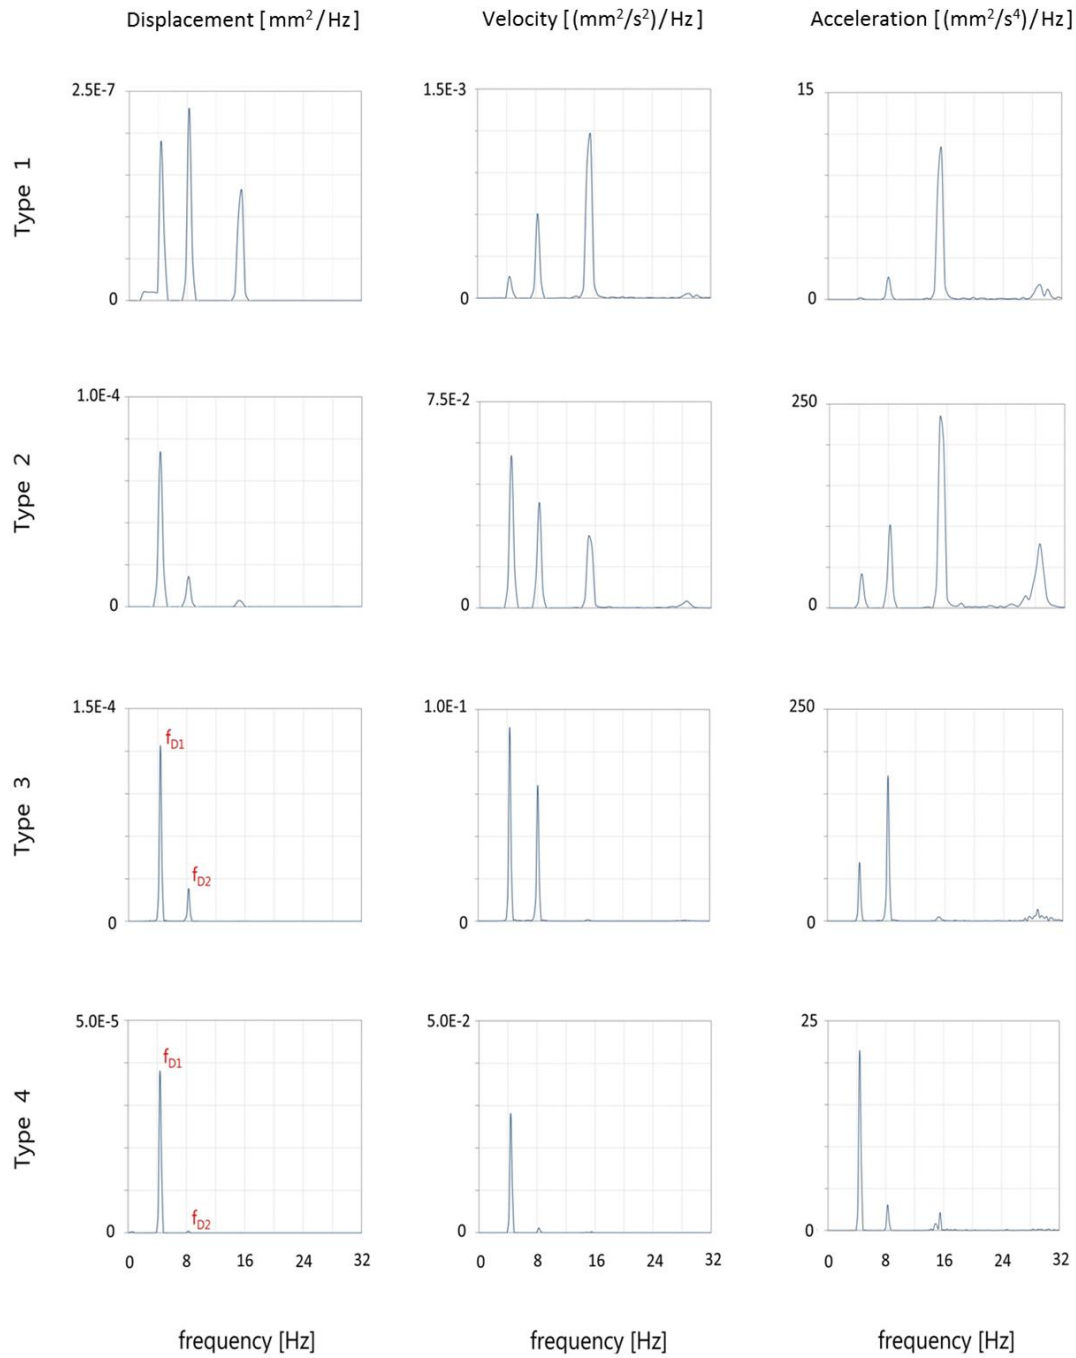 Displacement [mm²/Hz] Velocity [(mm²/s²)/Hz] Acceleration [(mm²/s⁴)/Hz]
2.5E-7 1.5E-3 15
Type 1
0 0 0
1.0E-4 7.5E-2 250
Type 2
0 0 0
1.5E-4 1.0E-1 250
fD1
Type 3
fD2
0 0 0
5.0E-5 5.0E-2 25
fD1
Type 4
fD2
0 0 0
0 8 16 24 32 0 8 16 24 32 0 8 16 24 32
frequency [Hz] frequency [Hz] frequency [Hz]